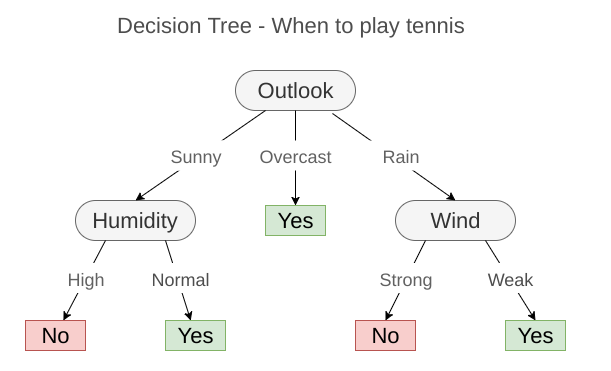 Decision Tree - When to play tennis
Outlook
Sunny Overcast Rain
Humidity Yes Wind
High Normal Strong Weak
No Yes No Yes